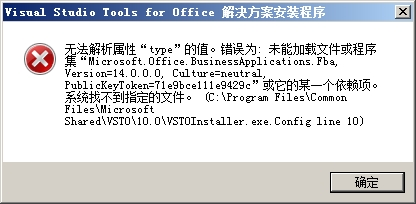 Visual Studio Tools for Office 解决方案安装程序
无法解析属性“type”的值。错误为: 未能加载文件或程序
集“Microsoft.Office.BusinessApplications.Fba,
Version=14.0.0.0, Culture=neutral,
PublicKeyToken=71e9bce111e9429c”或它的某一个依赖项。
系统找不到指定的文件。 (C:\Program Files\Common
Files\Microsoft
Shared\VSTO\10.0\VSTOInstaller.exe.Config line 10)
确定